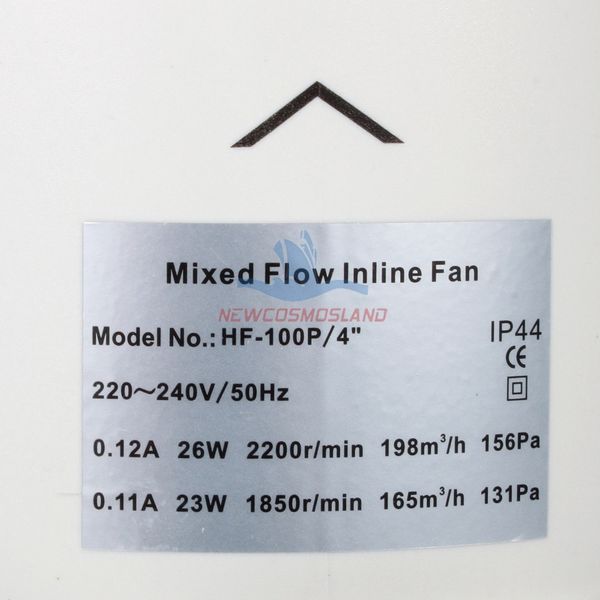 Mixed Flow Inline Fan
NEWCOSMOSLAND
Model No.: HF-100P/4" IP44
CE
220～240V/50Hz
0.12A 26W 2200r/min 198m³/h 156Pa
0.11A 23W 1850r/min 165m³/h 131Pa